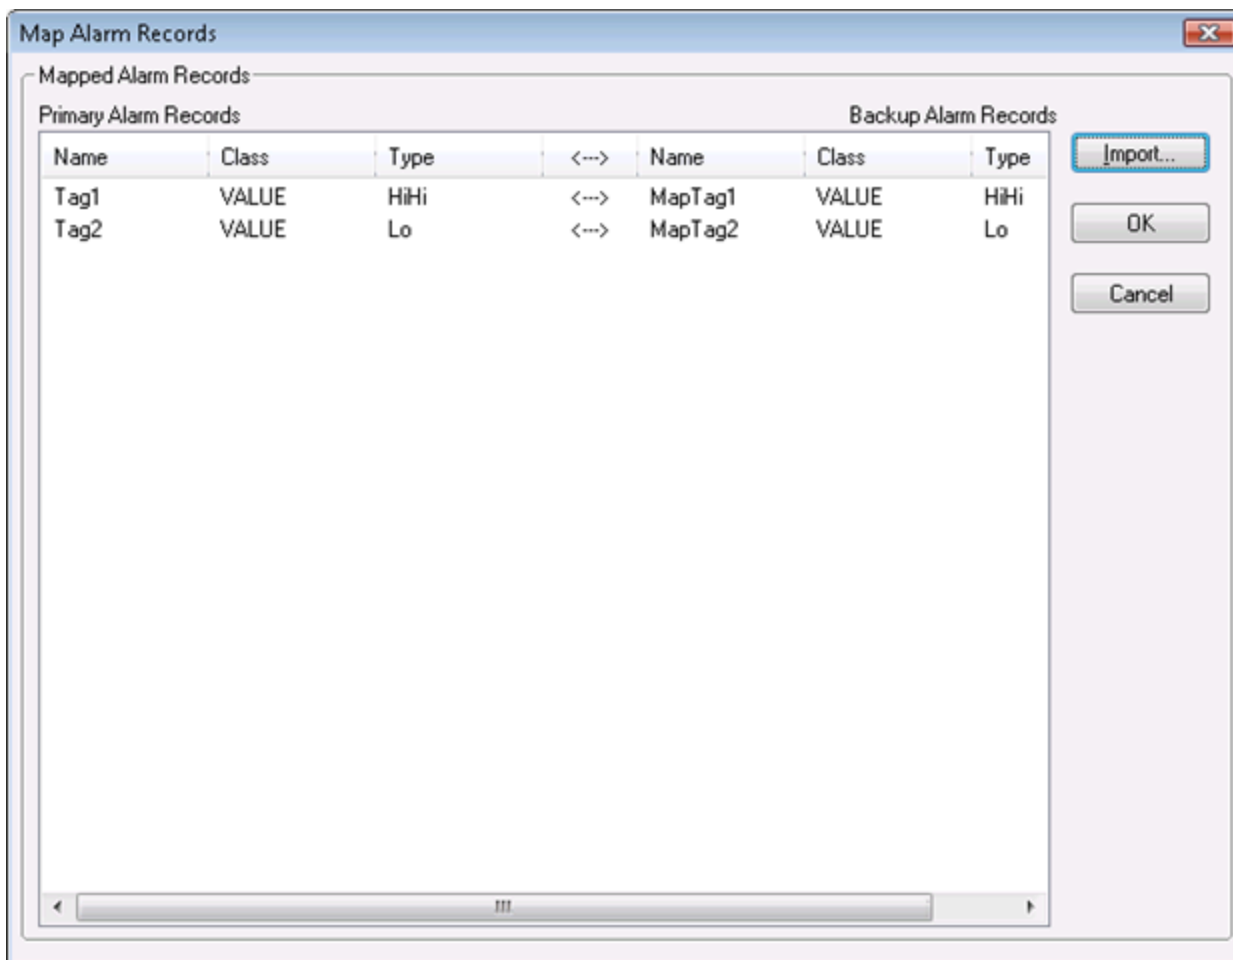 Map Alarm Records
Mapped Alarm Records
Primary Alarm Records Backup Alarm Records
Name Class Type <---> Name Class Type
Tag1 VALUE HiHi <---> MapTag1 VALUE HiHi
Tag2 VALUE Lo <---> MapTag2 VALUE Lo
Import...
OK
Cancel